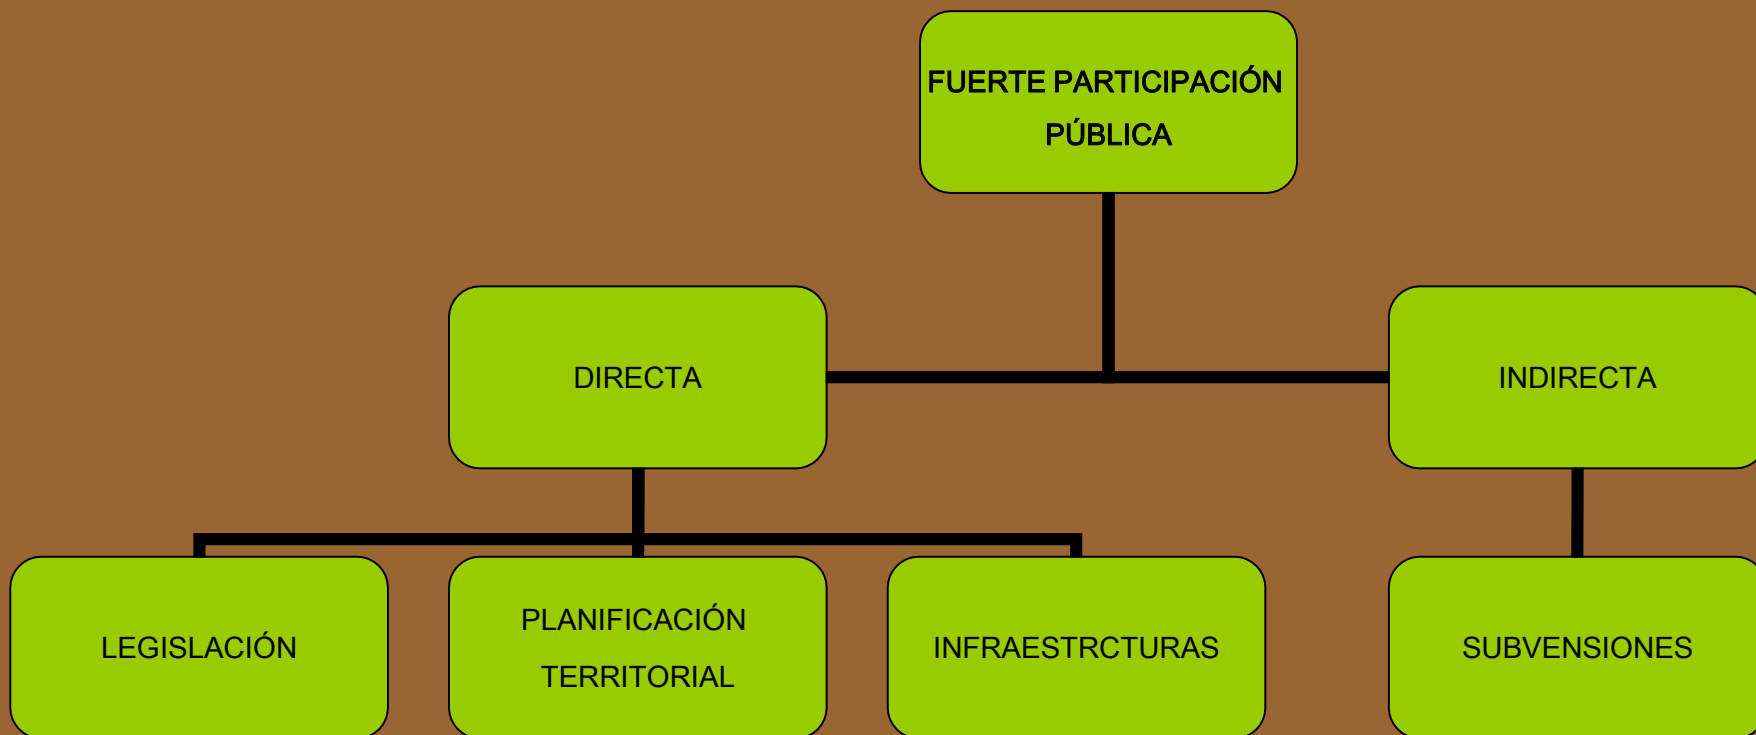 FUERTE PARTICIPACIÓN
PÚBLICA
DIRECTA
INDIRECTA
LEGISLACIÓN
PLANIFICACIÓN
TERRITORIAL
INFRAESTRCTURAS
SUBVENSIONES